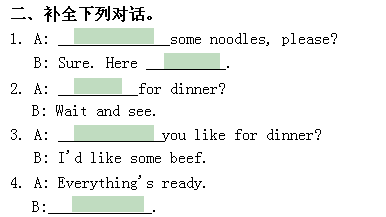 二、补全下列对话。
1. A: ____________some noodles, please?
B: Sure. Here ________.
2. A: ________for dinner?
B: Wait and see.
3. A: ___________you like for dinner?
B: I'd like some beef.
4. A: Everything's ready.
B:____________.